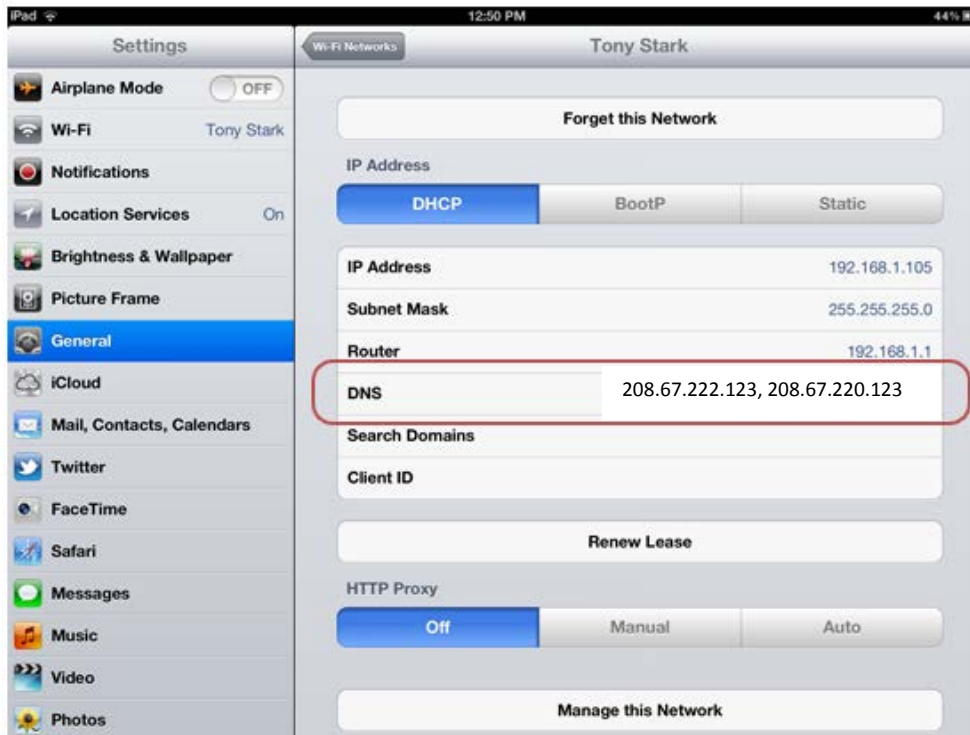 iPad 12:50 PM 44%
Settings
Wi-Fi Networks
Tony Stark
Airplane Mode OFF
Wi-Fi Tony Stark
Notifications
Location Services On
Brightness & Wallpaper
Picture Frame
General
iCloud
Mail, Contacts, Calendars
Twitter
FaceTime
Safari
Messages
Music
Video
Photos
Forget this Network
IP Address
DHCP BootP Static
IP Address 192.168.1.105
Subnet Mask 255.255.255.0
Router 192.168.1.1
DNS 208.67.222.123, 208.67.220.123
Search Domains
Client ID
Renew Lease
HTTP Proxy
Off Manual Auto
Manage this Network